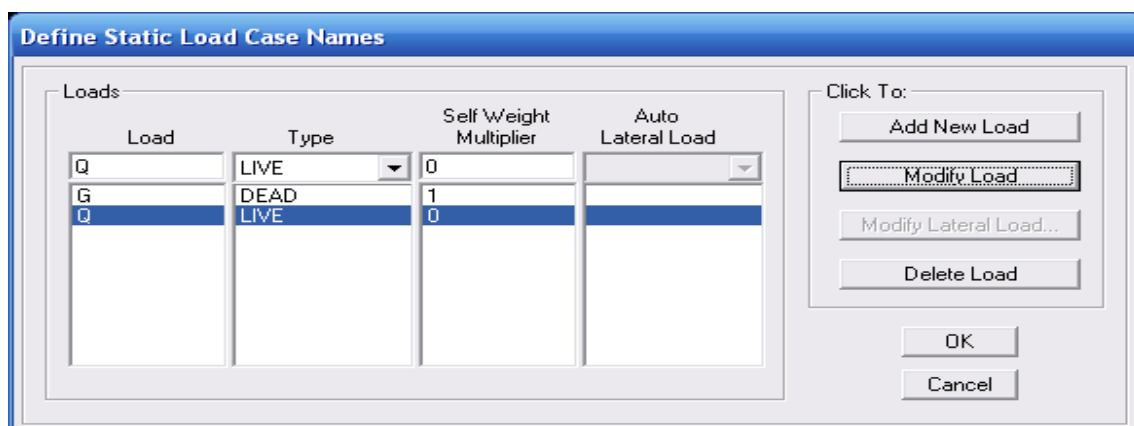 Define Static Load Case Names
Loads
Click To:
Load Type Self Weight Multiplier Auto Lateral Load
Q LIVE 0
G DEAD 1
Q LIVE 0
Add New Load
Modify Load
Modify Lateral Load...
Delete Load
OK
Cancel